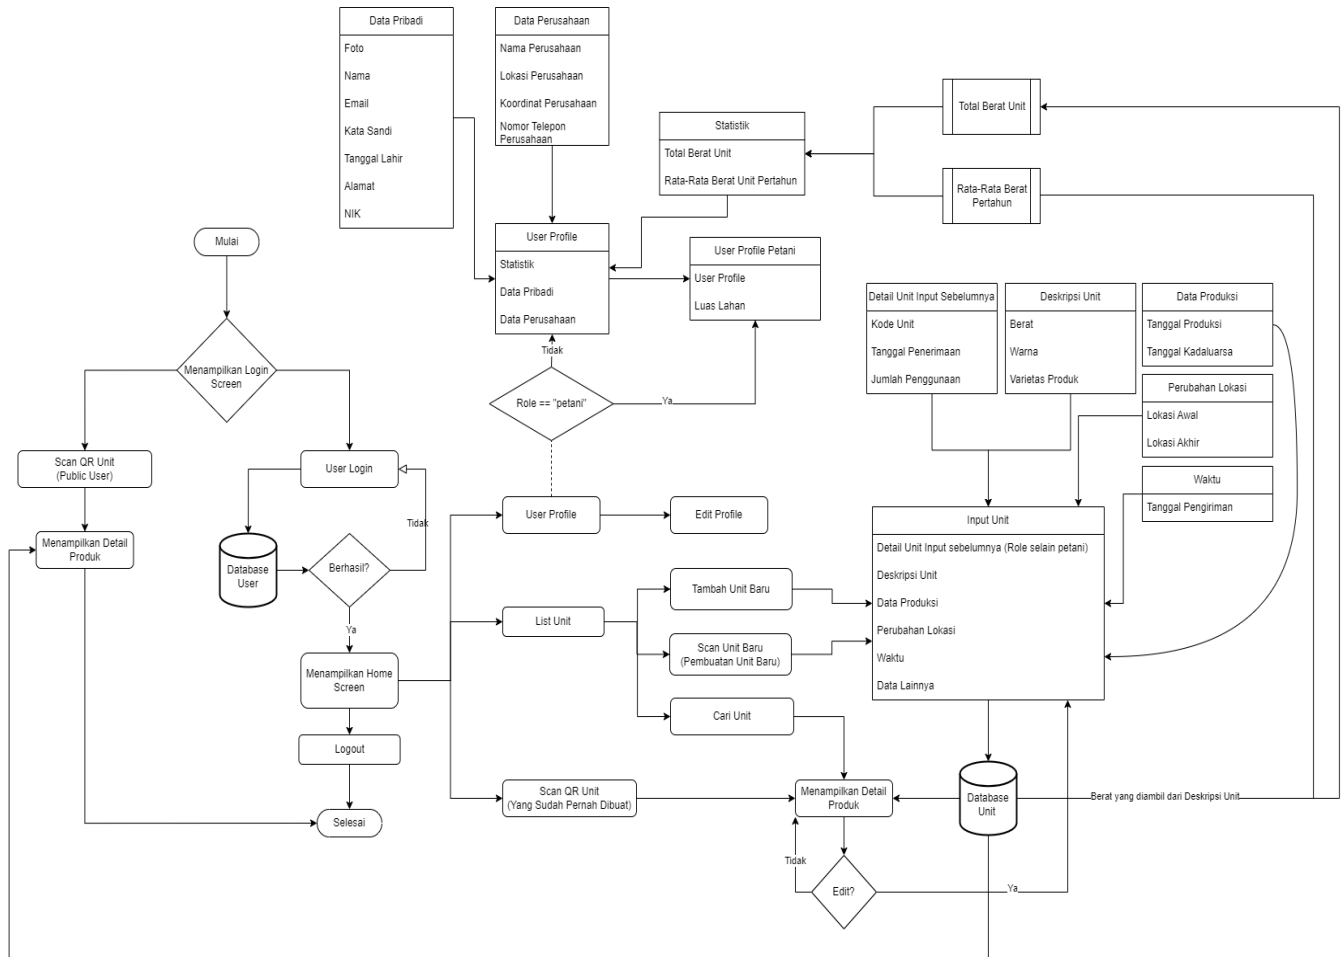 Data Pribadi
Foto
Nama
Email
Kata Sandi
Tanggal Lahir
Alamat
NIK
Data Perusahaan
Nama Perusahaan
Lokasi Perusahaan
Koordinat Perusahaan
Nomor Telepon
Perusahaan
Statistik
Total Berat Unit
Rata-Rata Berat Unit Pertahun
Total Berat Unit
Rata-Rata Berat
Pertahun
User Profile
Statistik
Data Pribadi
Data Perusahaan
User Profile Petani
User Profile
Luas Lahan
Tidak
Role == "petani"
Ya
Mulai
Menampilkan Login
Screen
Scan QR Unit
(Public User)
Menampilkan Detail
Produk
User Login
Tidak
Database
User
Berhasil?
Ya
Menampilkan Home
Screen
Logout
Selesai
User Profile
Edit Profile
List Unit
Tambah Unit Baru
Scan Unit Baru
(Pembuatan Unit Baru)
Cari Unit
Scan QR Unit
(Yang Sudah Pernah Dibuat)
Menampilkan Detail
Produk
Tidak
Edit?
Ya
Detail Unit Input Sebelumnya
Kode Unit
Tanggal Penerimaan
Jumlah Penggunaan
Deskripsi Unit
Berat
Warna
Varietas Produk
Data Produksi
Tanggal Produksi
Tanggal Kadaluarsa
Perubahan Lokasi
Lokasi Awal
Lokasi Akhir
Waktu
Tanggal Pengiriman
Input Unit
Detail Unit Input sebelumnya (Role selain petani)
Deskripsi Unit
Data Produksi
Perubahan Lokasi
Waktu
Data Lainnya
Database
Unit
Berat yang diambil dari Deskripsi Unit